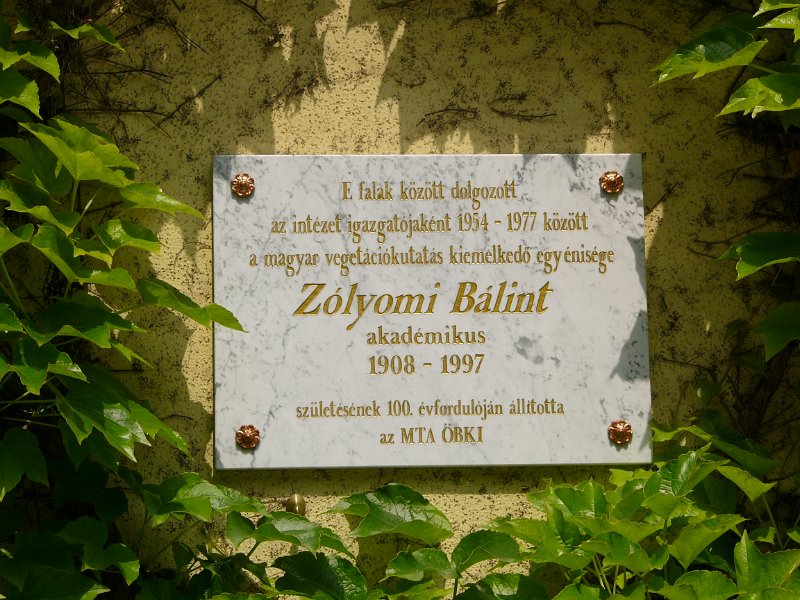 E falak között dolgozott
az intézet igazgatójaként 1954 - 1977 között
a magyar vegetációkutatás kiemelkedő egyénisége
Zólyomi Bálint
akadémikus
1908 - 1997
születésének 100. évfordulóján állította
az MTA ÖBKI